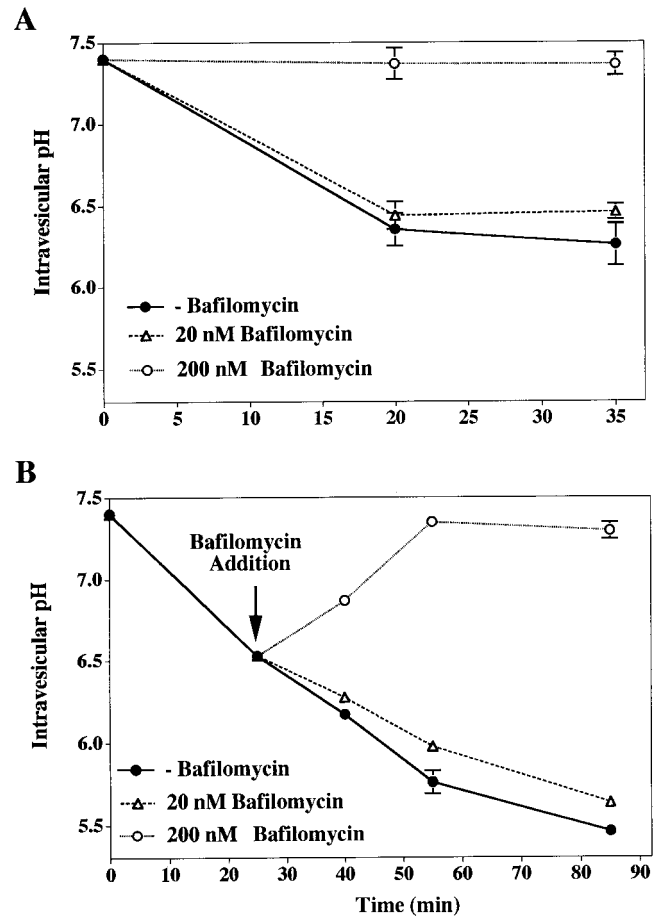 A
7.5
7.0
6.5
6.0
5.5
Intravesicular pH
- Bafilomycin
20 nM Bafilomycin
200 nM Bafilomycin
0 5 10 15 20 25 30 35
B
7.5
7.0
6.5
6.0
5.5
Intravesicular pH
Bafilomycin
Addition
- Bafilomycin
20 nM Bafilomycin
200 nM Bafilomycin
0 10 20 30 40 50 60 70 80 90
Time (min)